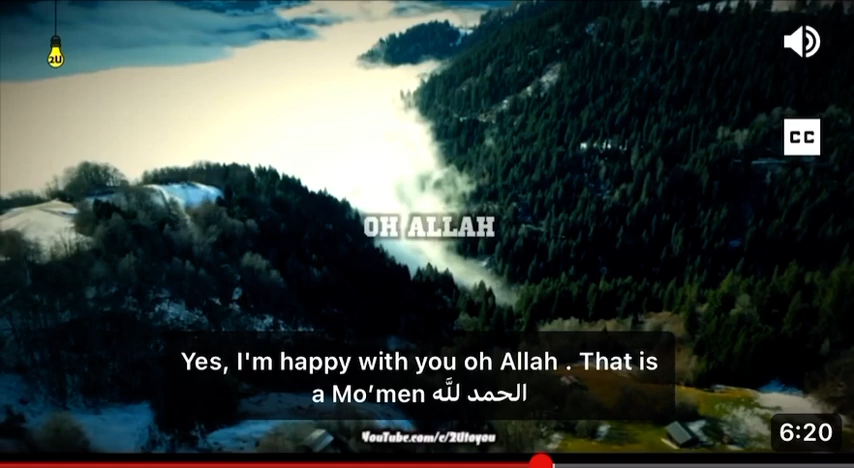 2U
CC
OH ALLAH
Yes, I'm happy with you oh Allah . That is
a Mo’men الحمد للَّه
YouTube.com/c/2Utoyou
6:20